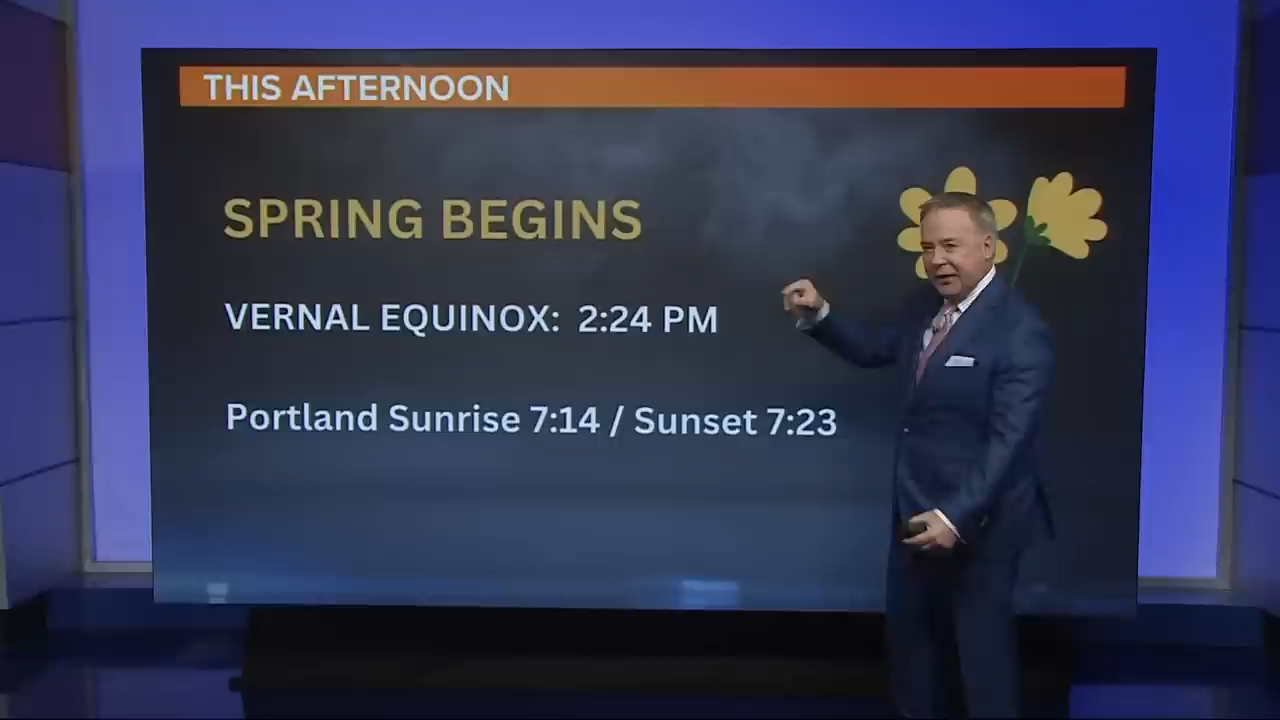 THIS AFTERNOON
SPRING BEGINS
VERNAL EQUINOX: 2:24 PM
Portland Sunrise 7:14 / Sunset 7:23